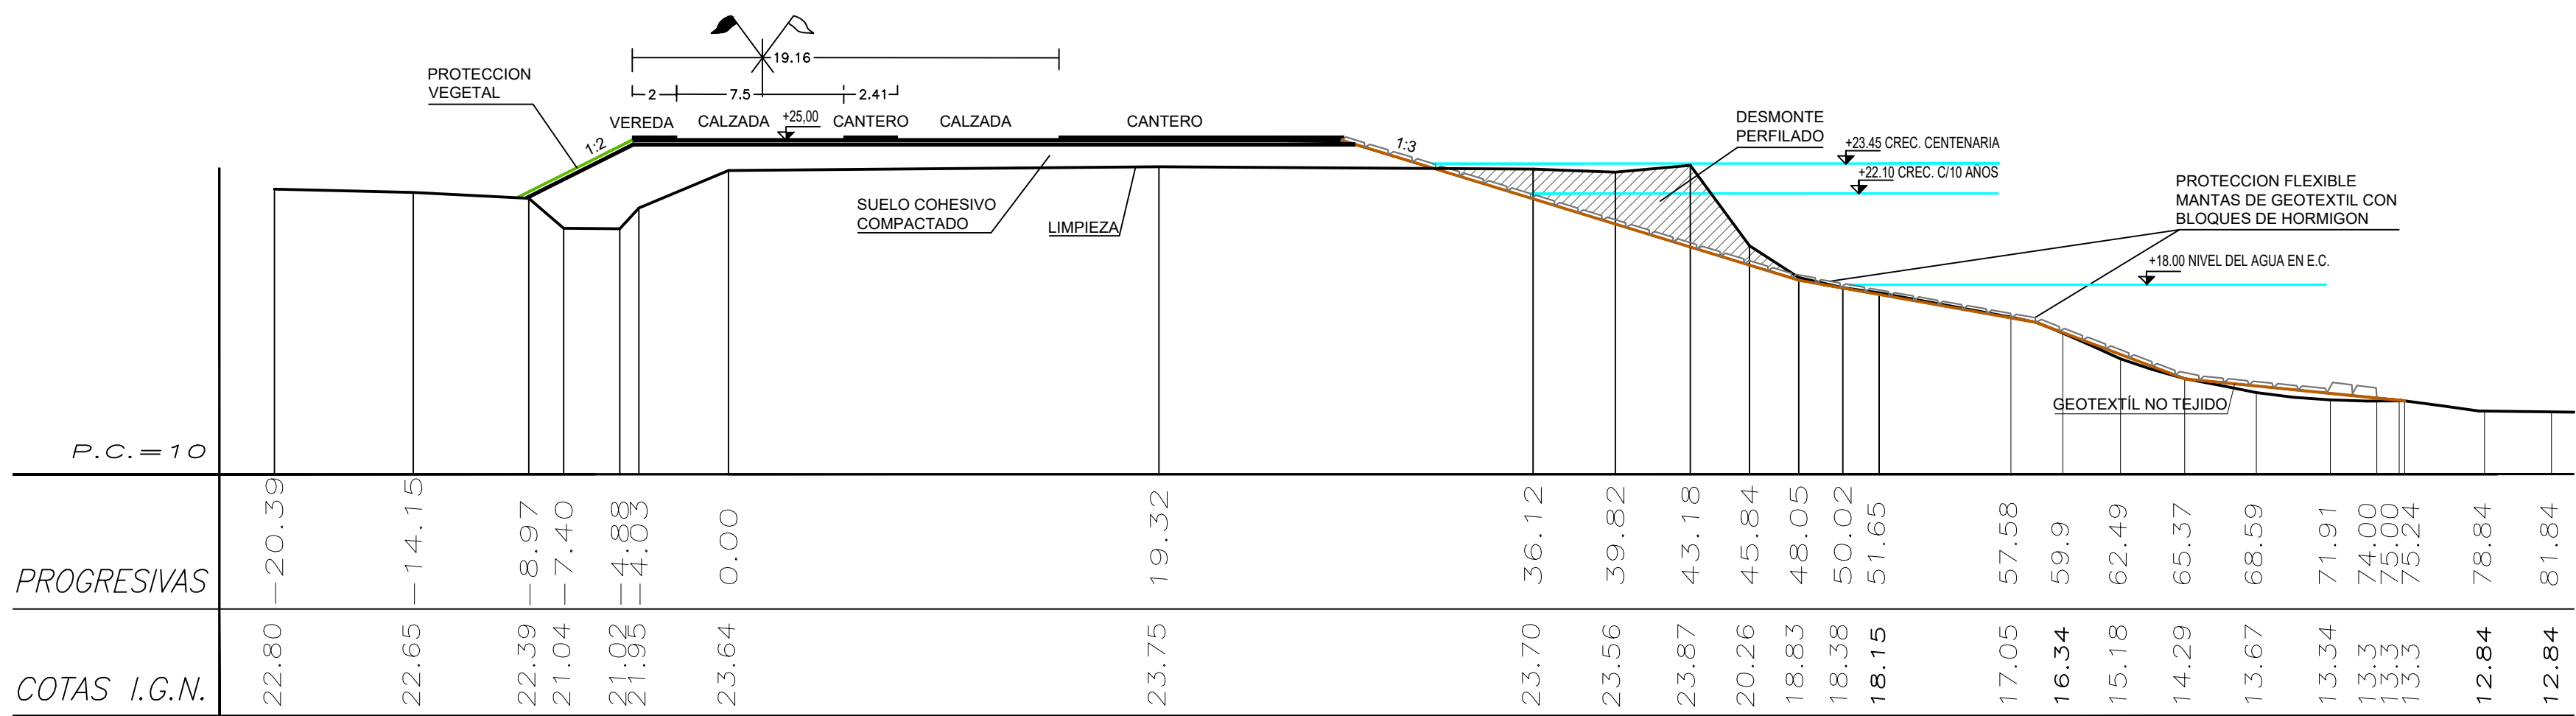 19.16
PROTECCION
VEGETAL
2
7.5
2.41
VEREDA
CALZADA
+25,00
CANTERO
CALZADA
CANTERO
1:2
1:3
DESMONTE
PERFILADO
+23.45 CREC. CENTENARIA
+22.10 CREC. C/10 AÑOS
PROTECCION FLEXIBLE
MANTAS DE GEOTEXTIL CON
BLOQUES DE HORMIGON
SUELO COHESIVO
COMPACTADO
LIMPIEZA
+18.00 NIVEL DEL AGUA EN E.C.
GEOTEXTÍL NO TEJIDO
P.C.=10
PROGRESIVAS
-20.39
-14.15
-8.97
-7.40
-4.88
-4.03
0.00
19.32
36.12
39.82
43.18
45.84
48.05
50.02
51.65
57.58
59.9
62.49
65.37
68.59
71.91
74.00
75.00
75.24
78.84
81.84
COTAS I.G.N.
22.80
22.65
22.39
21.04
21.02
21.95
23.64
23.75
23.70
23.56
23.87
20.26
18.83
18.38
18.15
17.05
16.34
15.18
14.29
13.67
13.34
13.3
13.3
13.3
12.84
12.84